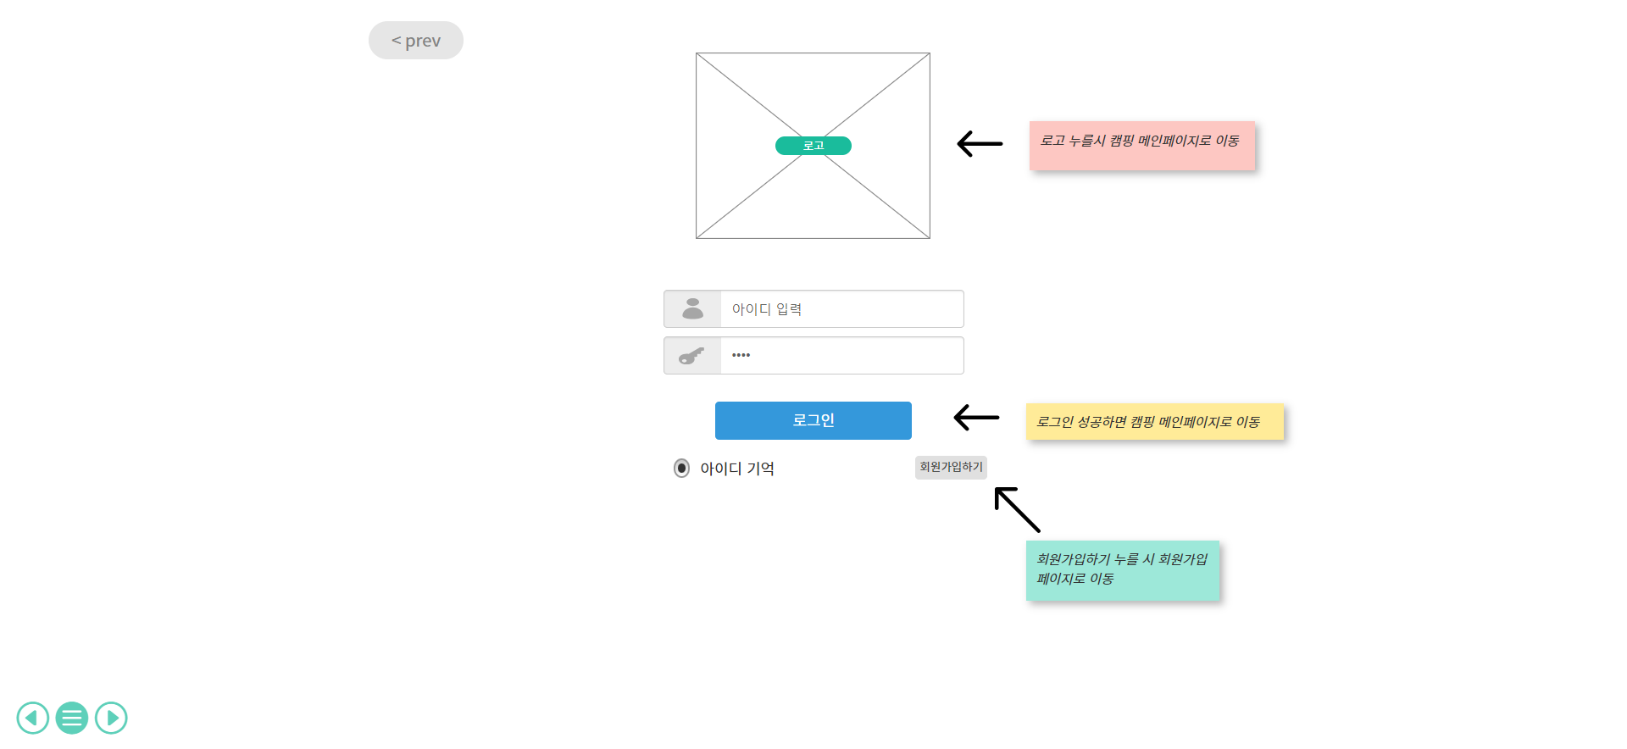 < prev
로고
로고 누를시 캠핑 메인페이지로 이동
아이디 입력
••••
로그인
로그인 성공하면 캠핑 메인페이지로 이동
아이디 기억
회원가입하기
회원가입하기 누를 시 회원가입
페이지로 이동